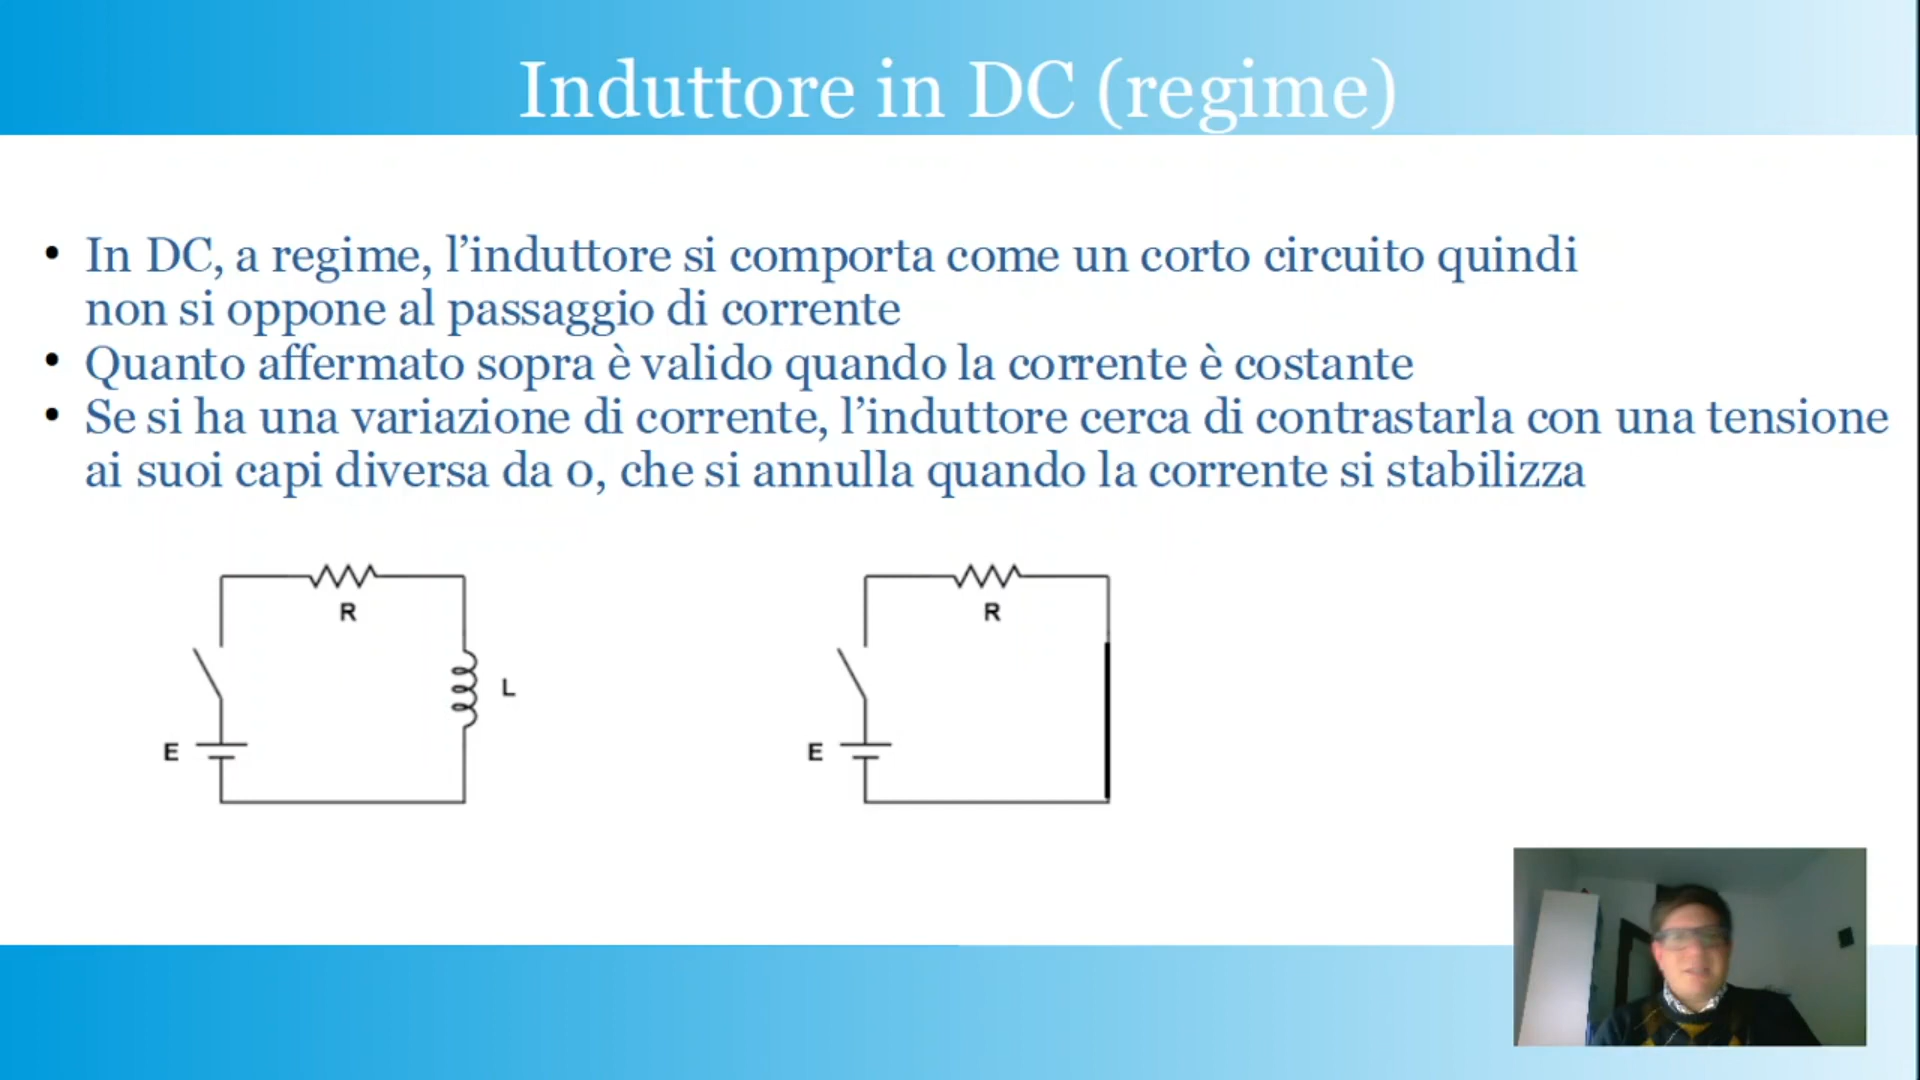 Induttore in DC (regime)
• In DC, a regime, l’induttore si comporta come un corto circuito quindi
non si oppone al passaggio di corrente
• Quanto affermato sopra è valido quando la corrente è costante
• Se si ha una variazione di corrente, l’induttore cerca di contrastarla con una tensione
ai suoi capi diversa da 0, che si annulla quando la corrente si stabilizza
R
L
E
R
E